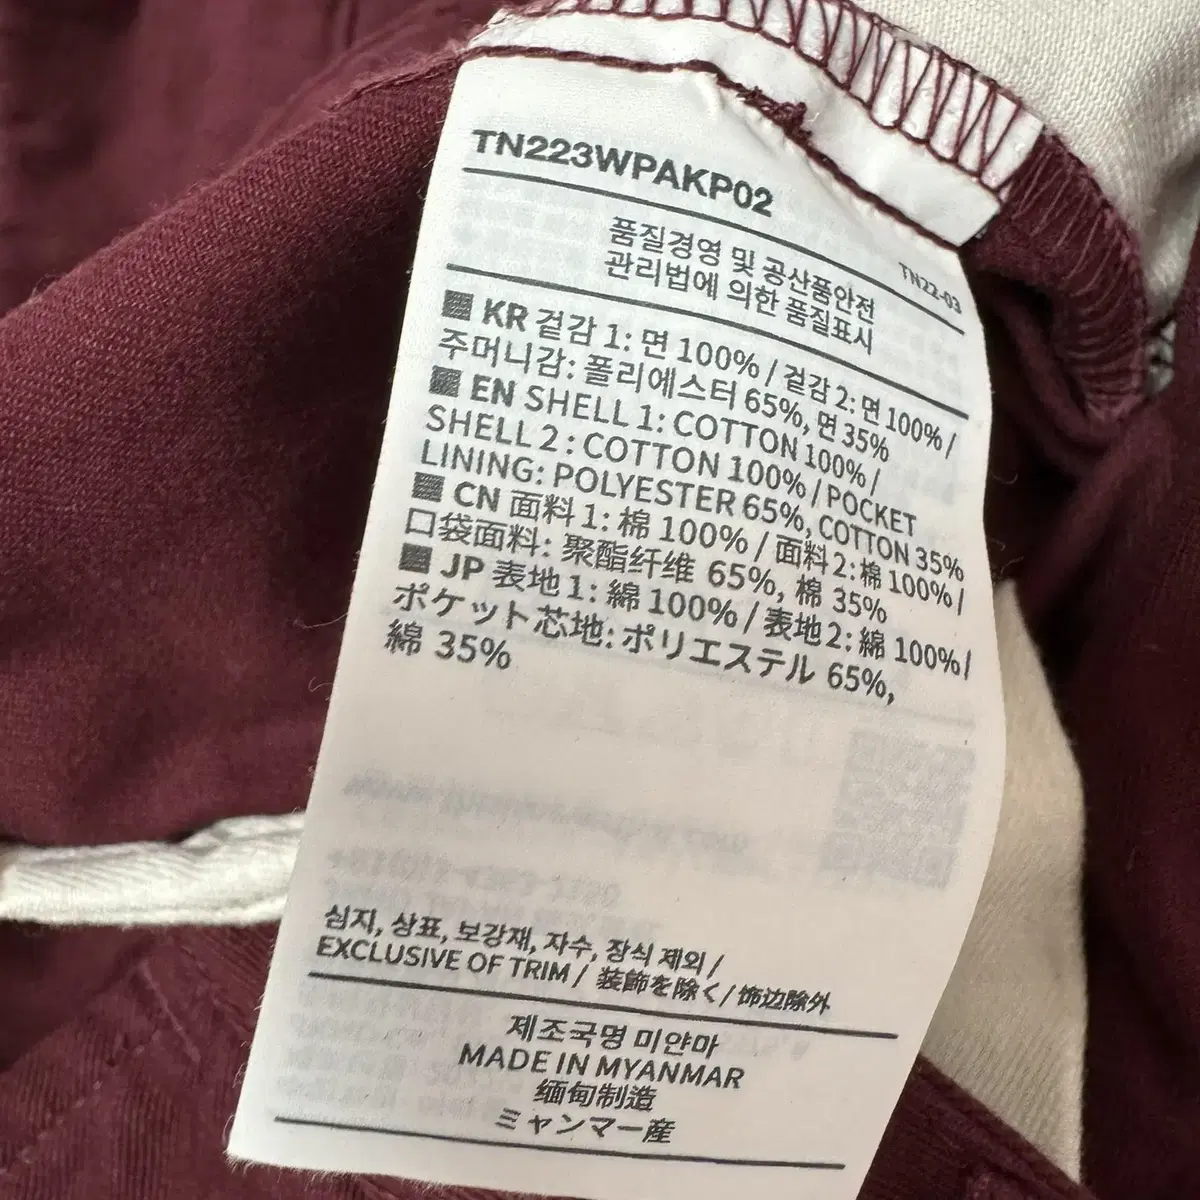 TN223WPAKP02
품질경영 및 공산품안전
관리법에 의한 품질표시
TN22-03
KR 겉감 1: 면 100% / 겉감 2: 면 100% /
주머니감: 폴리에스터 65%, 면 35%
EN SHELL 1: COTTON 100% /
SHELL 2: COTTON 100% / POCKET
LINING: POLYESTER 65%, COTTON 35%
CN 面料 1: 棉 100% / 面料 2: 棉 100% /
口袋面料: 聚酯纤维 65%, 棉 35%
JP 表地 1: 綿 100% / 表地 2: 綿 100% /
ポケット芯地: ポリエステル 65%,
綿 35%
심지, 상표, 보강재, 자수, 장식 제외 /
EXCLUSIVE OF TRIM / 装飾を除く / 饰边除外
제조국명 미얀마
MADE IN MYANMAR
缅甸制造
ミャンマー産